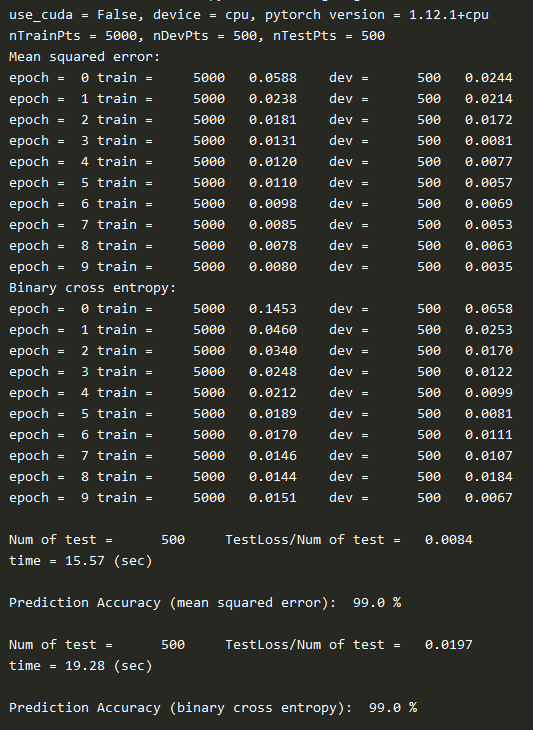 use_cuda = False, device = cpu, pytorch version = 1.12.1+cpu
nTrainPts = 5000, nDevPts = 500, nTestPts = 500
Mean squared error:
epoch =  0 train =     5000   0.0588    dev =      500   0.0244
epoch =  1 train =     5000   0.0238    dev =      500   0.0214
epoch =  2 train =     5000   0.0181    dev =      500   0.0172
epoch =  3 train =     5000   0.0131    dev =      500   0.0081
epoch =  4 train =     5000   0.0120    dev =      500   0.0077
epoch =  5 train =     5000   0.0110    dev =      500   0.0057
epoch =  6 train =     5000   0.0098    dev =      500   0.0069
epoch =  7 train =     5000   0.0085    dev =      500   0.0053
epoch =  8 train =     5000   0.0078    dev =      500   0.0063
epoch =  9 train =     5000   0.0080    dev =      500   0.0035
Binary cross entropy:
epoch =  0 train =     5000   0.1453    dev =      500   0.0658
epoch =  1 train =     5000   0.0460    dev =      500   0.0253
epoch =  2 train =     5000   0.0340    dev =      500   0.0170
epoch =  3 train =     5000   0.0248    dev =      500   0.0122
epoch =  4 train =     5000   0.0212    dev =      500   0.0099
epoch =  5 train =     5000   0.0189    dev =      500   0.0081
epoch =  6 train =     5000   0.0170    dev =      500   0.0111
epoch =  7 train =     5000   0.0146    dev =      500   0.0107
epoch =  8 train =     5000   0.0144    dev =      500   0.0184
epoch =  9 train =     5000   0.0151    dev =      500   0.0067
Num of test =      500     TestLoss/Num of test =   0.0084
time = 15.57 (sec)
Prediction Accuracy (mean squared error):  99.0 %
Num of test =      500     TestLoss/Num of test =   0.0197
time = 19.28 (sec)
Prediction Accuracy (binary cross entropy):  99.0 %